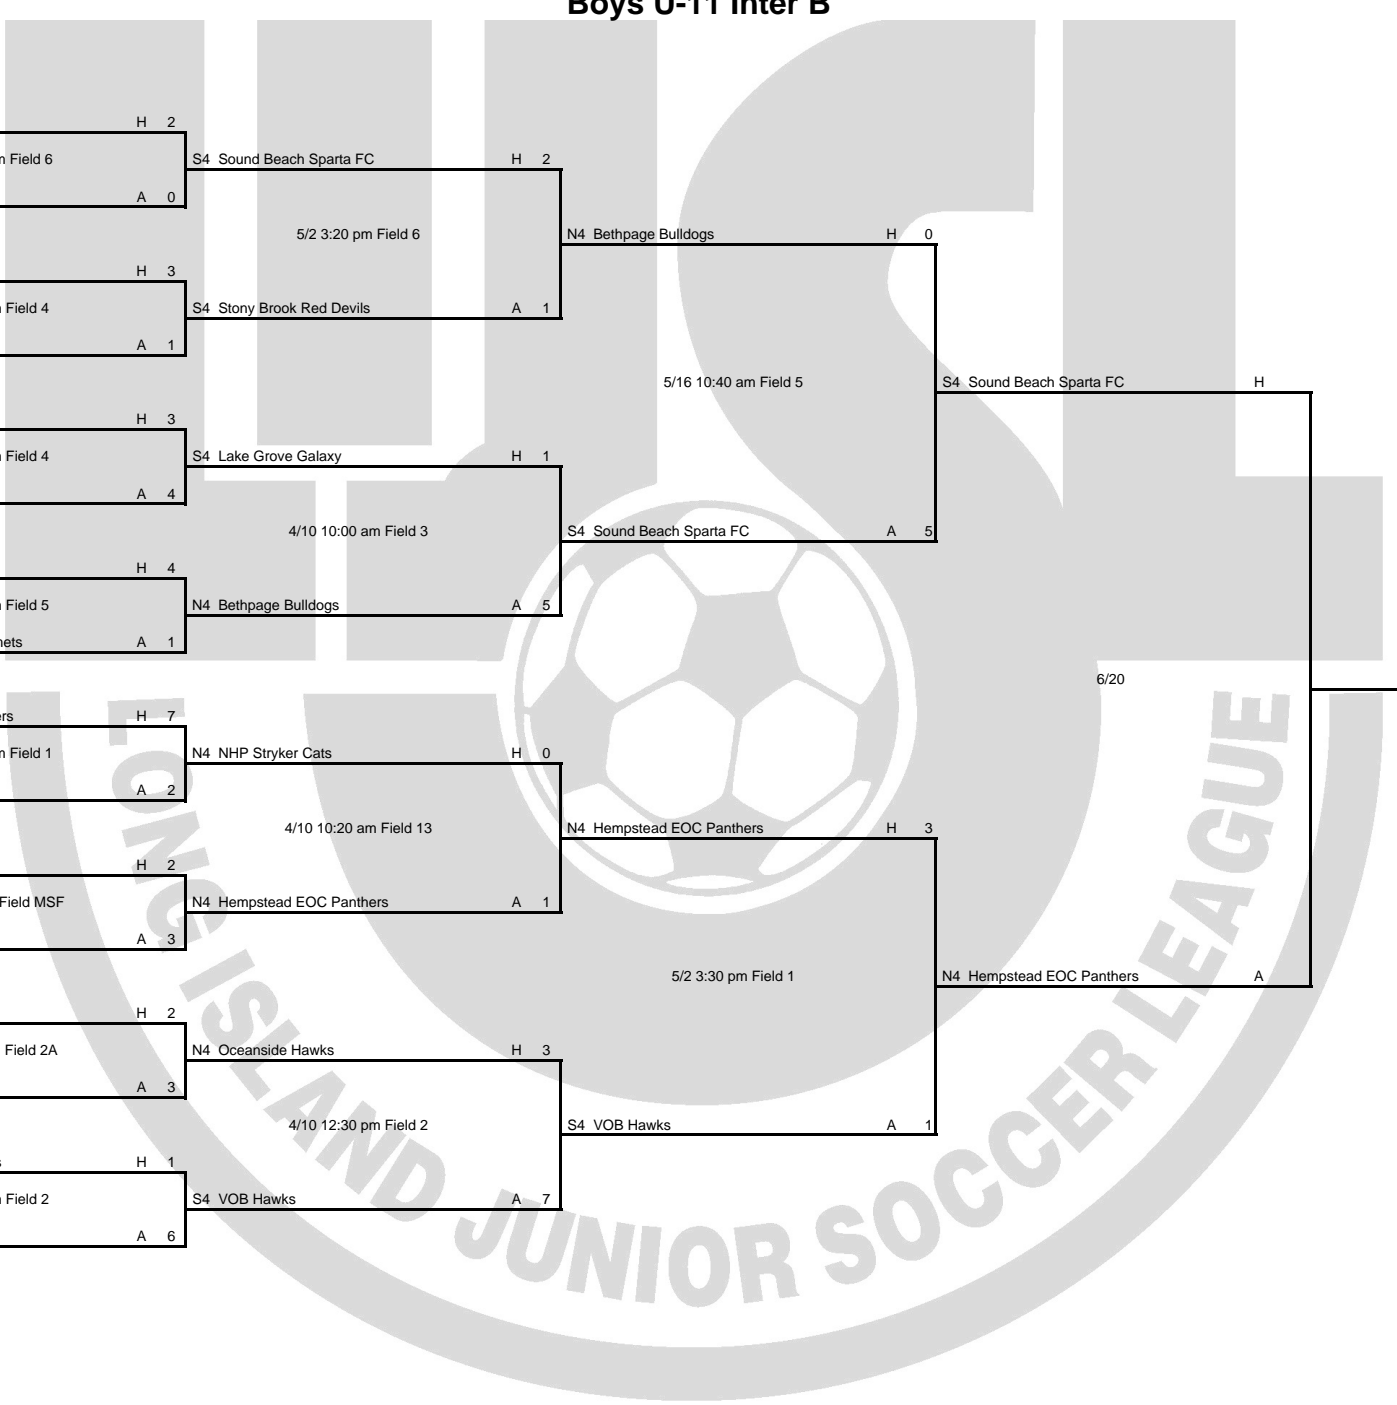 Boys U-11 Inter B
H 2
Field 6
S4 Sound Beach Sparta FC H 2
A 0
5/2 3:20 pm Field 6
N4 Bethpage Bulldogs H 0
H 3
Field 4
S4 Stony Brook Red Devils A 1
A 1
5/16 10:40 am Field 5
S4 Sound Beach Sparta FC H
H 3
Field 4
S4 Lake Grove Galaxy H 1
A 4
4/10 10:00 am Field 3
S4 Sound Beach Sparta FC A 5
H 4
Field 5
N4 Bethpage Bulldogs A 5
A 1
6/20
H 7
Field 1
N4 NHP Stryker Cats H 0
A 2
4/10 10:20 am Field 13
N4 Hempstead EOC Panthers H 3
H 2
Field MSF
N4 Hempstead EOC Panthers A 1
A 3
5/2 3:30 pm Field 1
N4 Hempstead EOC Panthers A
H 2
Field 2A
N4 Oceanside Hawks H 3
A 3
4/10 12:30 pm Field 2
S4 VOB Hawks A 1
H 1
Field 2
S4 VOB Hawks A 7
A 6
LONG ISLAND JUNIOR SOCCER LEAGUE